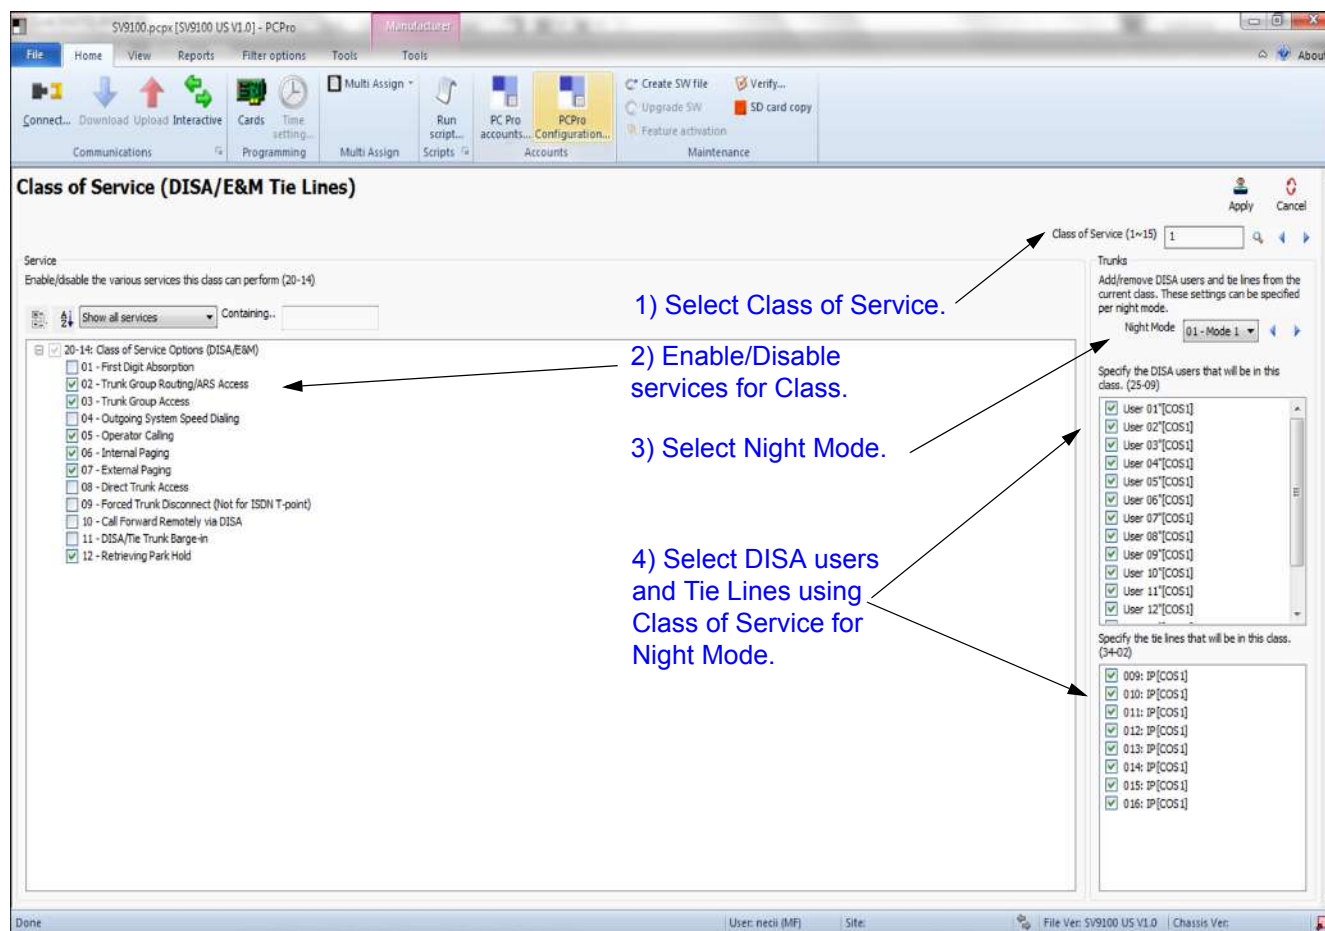 SV9100.pcpx [SV9100 US V1.0] - PCPro
Manufacturer
File Home View Reports Filter options Tools Tools About
Connect... Download Upload Interactive Cards Time setting... Multi Assign Run script... PC Pro accounts... PCPro Configuration... Create SW file Verify...
Upgrade SW SD card copy
Feature activation
Communications Programming Multi Assign Scripts Accounts Maintenance
Class of Service (DISA/E&M Tie Lines)
Apply Cancel
Class of Service (1~15) 1
Service
Enable/disable the various services this class can perform (20-14)
Show all services Containing..
20-14: Class of Service Options (DISA/E&M)
01 - First Digit Absorption
02 - Trunk Group Routing/ARS Access
03 - Trunk Group Access
04 - Outgoing System Speed Dialing
05 - Operator Calling
06 - Internal Paging
07 - External Paging
08 - Direct Trunk Access
09 - Forced Trunk Disconnect (Not for ISDN T-point)
10 - Call Forward Remotely via DISA
11 - DISA/Tie Trunk Barge-in
12 - Retrieving Park Hold
1) Select Class of Service.
2) Enable/Disable
services for Class.
3) Select Night Mode.
4) Select DISA users
and Tie Lines using
Class of Service for
Night Mode.
Trunks
Add/remove DISA users and tie lines from the
current class. These settings can be specified
per night mode.
Night Mode 01 - Mode 1
Specify the DISA users that will be in this
class. (25-09)
User 01*[COS1]
User 02*[COS1]
User 03*[COS1]
User 04*[COS1]
User 05*[COS1]
User 06*[COS1]
User 07*[COS1]
User 08*[COS1]
User 09*[COS1]
User 10*[COS1]
User 11*[COS1]
User 12*[COS1]
Specify the tie lines that will be in this class.
(34-02)
009: IP[COS1]
010: IP[COS1]
011: IP[COS1]
012: IP[COS1]
013: IP[COS1]
014: IP[COS1]
015: IP[COS1]
016: IP[COS1]
Done User: necii (MF) Site: File Ver: SV9100 US V1.0 Chassis Ver: